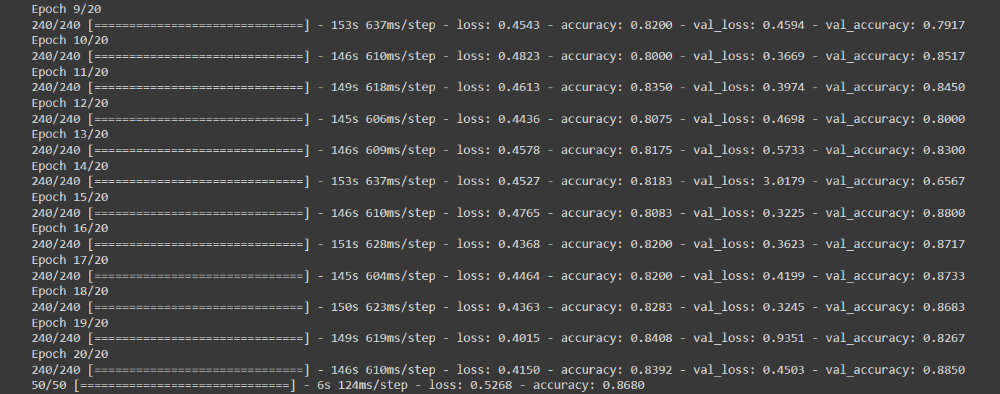 Epoch 9/20
240/240 [==============================] - 153s 637ms/step - loss: 0.4543 - accuracy: 0.8200 - val_loss: 0.4594 - val_accuracy: 0.7917
Epoch 10/20
240/240 [==============================] - 146s 610ms/step - loss: 0.4823 - accuracy: 0.8000 - val_loss: 0.3669 - val_accuracy: 0.8517
Epoch 11/20
240/240 [==============================] - 149s 618ms/step - loss: 0.4613 - accuracy: 0.8350 - val_loss: 0.3974 - val_accuracy: 0.8450
Epoch 12/20
240/240 [==============================] - 145s 606ms/step - loss: 0.4436 - accuracy: 0.8075 - val_loss: 0.4698 - val_accuracy: 0.8000
Epoch 13/20
240/240 [==============================] - 146s 609ms/step - loss: 0.4578 - accuracy: 0.8175 - val_loss: 0.5733 - val_accuracy: 0.8300
Epoch 14/20
240/240 [==============================] - 153s 637ms/step - loss: 0.4527 - accuracy: 0.8183 - val_loss: 3.0179 - val_accuracy: 0.6567
Epoch 15/20
240/240 [==============================] - 146s 610ms/step - loss: 0.4765 - accuracy: 0.8083 - val_loss: 0.3225 - val_accuracy: 0.8800
Epoch 16/20
240/240 [==============================] - 151s 628ms/step - loss: 0.4368 - accuracy: 0.8200 - val_loss: 0.3623 - val_accuracy: 0.8717
Epoch 17/20
240/240 [==============================] - 145s 604ms/step - loss: 0.4464 - accuracy: 0.8200 - val_loss: 0.4199 - val_accuracy: 0.8733
Epoch 18/20
240/240 [==============================] - 150s 623ms/step - loss: 0.4363 - accuracy: 0.8283 - val_loss: 0.3245 - val_accuracy: 0.8683
Epoch 19/20
240/240 [==============================] - 149s 619ms/step - loss: 0.4015 - accuracy: 0.8408 - val_loss: 0.9351 - val_accuracy: 0.8267
Epoch 20/20
240/240 [==============================] - 146s 610ms/step - loss: 0.4150 - accuracy: 0.8392 - val_loss: 0.4503 - val_accuracy: 0.8850
50/50 [==============================] - 6s 124ms/step - loss: 0.5268 - accuracy: 0.8680